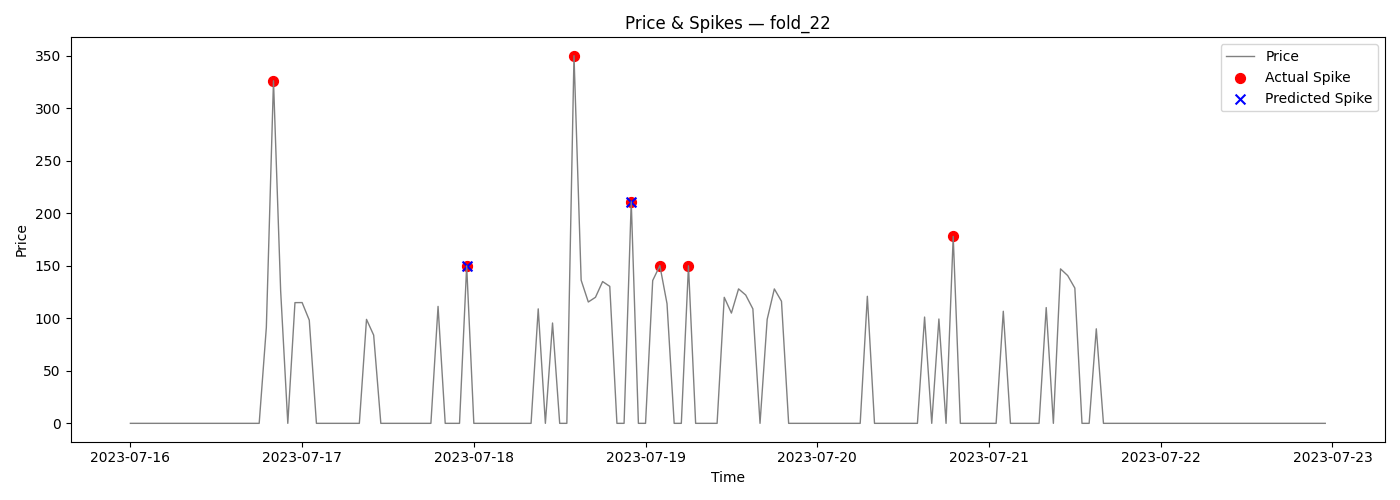 Price & Spikes — fold_22
Price
Actual Spike
Predicted Spike
350
300
250
200
150
100
50
0
Price
2023-07-16
2023-07-17
2023-07-18
2023-07-19
2023-07-20
2023-07-21
2023-07-22
2023-07-23
Time